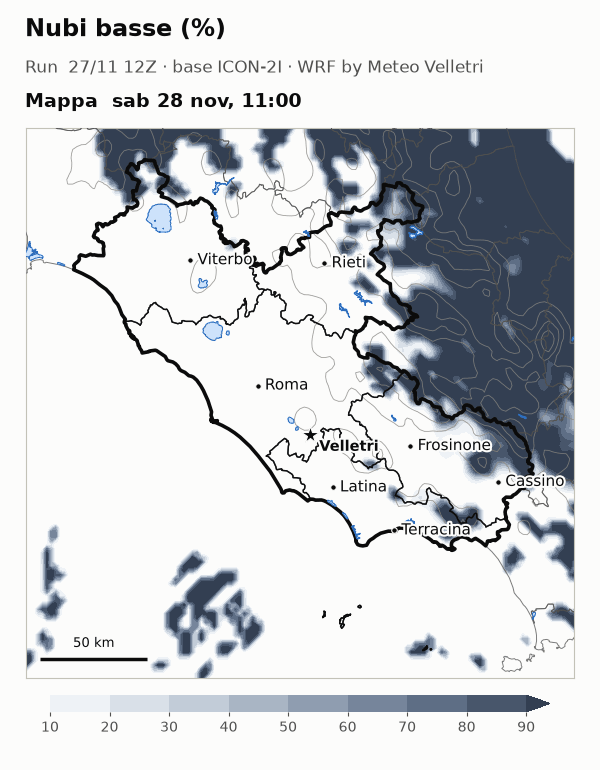 Nubi basse (%)
Run  27/11 12Z · base ICON-2I · WRF by Meteo Velletri
Mappa  sab 28 nov, 11:00
Viterbo
Rieti
Roma
Velletri
Frosinone
Cassino
Latina
Terracina
50 km
10 20 30 40 50 60 70 80 90